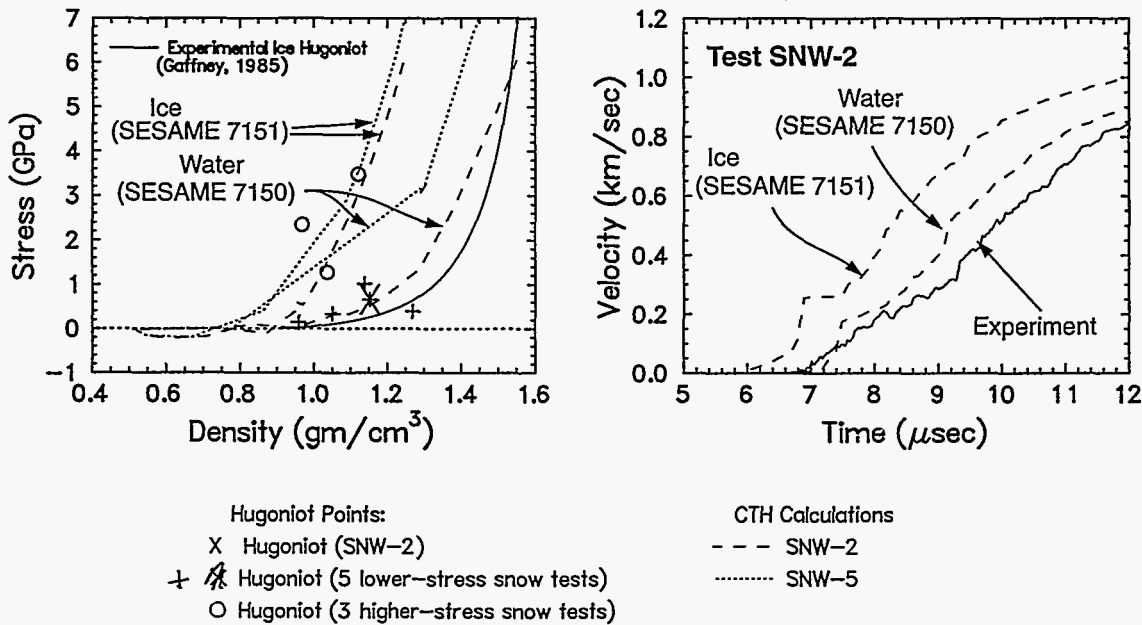 7
6
5
4
3
2
1
0
−1
Stress (GPa)
Experimental Ice Hugoniot
(Gaffney, 1985)
Ice
(SESAME 7151)
Water
(SESAME 7150)
0.4 0.6 0.8 1.0 1.2 1.4 1.6
Density (gm/cm³)
1.2
1.0
0.8
0.6
0.4
0.2
0.0
Velocity (km/sec)
Test SNW-2
Water
(SESAME 7150)
Ice
(SESAME 7151)
Experiment
5 6 7 8 9 10 11 12
Time (μsec)
Hugoniot Points:
X Hugoniot (SNW−2)
+ Hugoniot (5 lower−stress snow tests)
O Hugoniot (3 higher−stress snow tests)
CTH Calculations
SNW−2
SNW−5